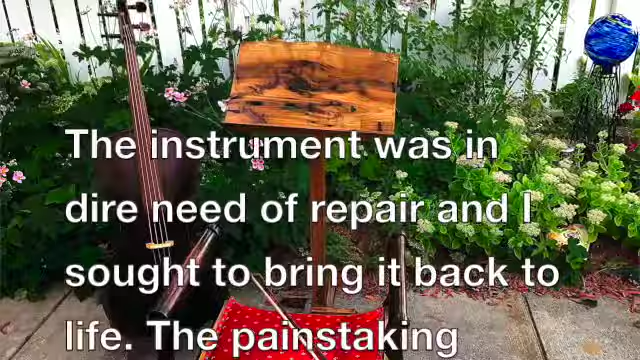 The instrument was in
dire need of repair and I
sought to bring it back to
life. The painstaking